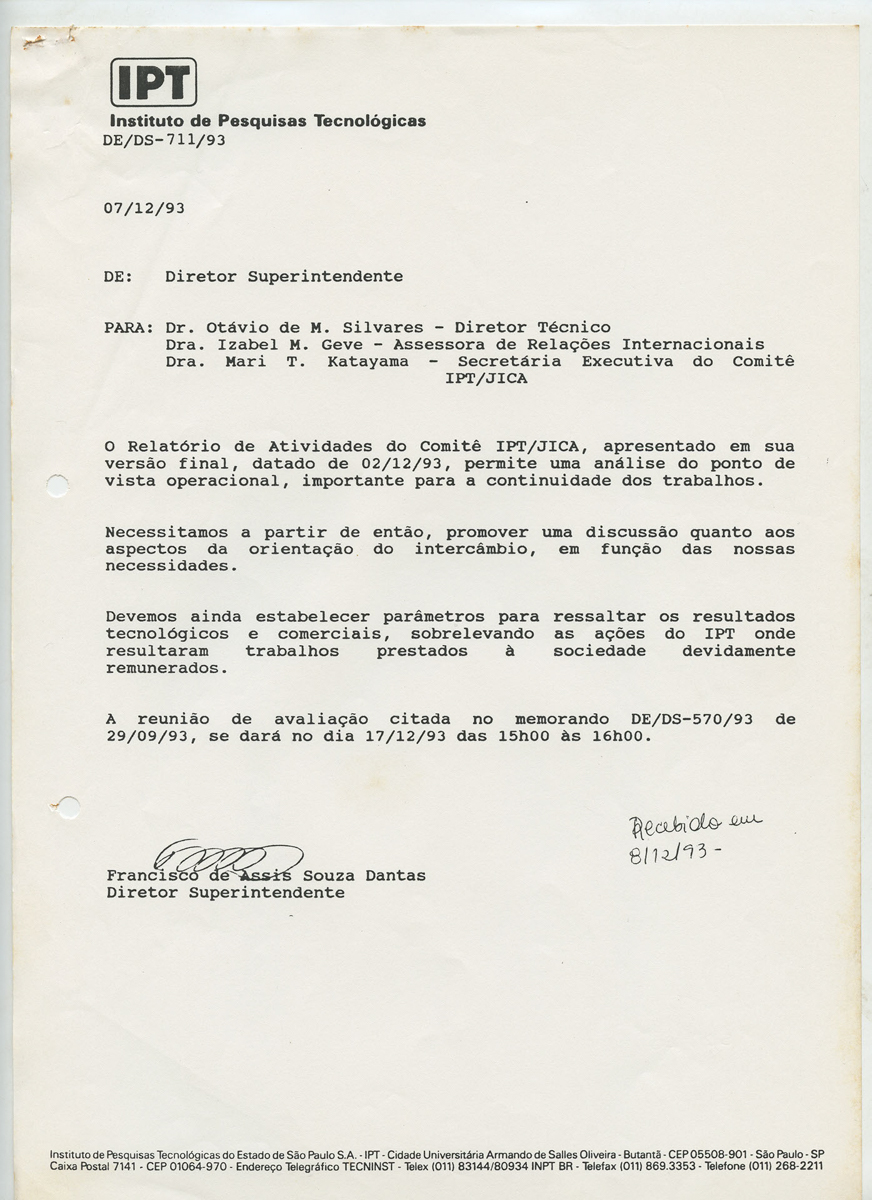 IPT
Instituto de Pesquisas Tecnológicas
DE/DS-711/93
07/12/93
DE: Diretor Superintendente
PARA: Dr. Otávio de M. Silvares - Diretor Técnico
Dra. Izabel M. Geve - Assessora de Relações Internacionais
Dra. Mari T. Katayama - Secretária Executiva do Comitê
IPT/JICA
O Relatório de Atividades do Comitê IPT/JICA, apresentado em sua
versão final, datado de 02/12/93, permite uma análise do ponto de
vista operacional, importante para a continuidade dos trabalhos.
Necessitamos a partir de então, promover uma discussão quanto aos
aspectos da orientação do intercâmbio, em função das nossas
necessidades.
Devemos ainda estabelecer parâmetros para ressaltar os resultados
tecnológicos e comerciais, sobrelevando as ações do IPT onde
resultaram trabalhos prestados à sociedade devidamente
remunerados.
A reunião de avaliação citada no memorando DE/DS-570/93 de
29/09/93, se dará no dia 17/12/93 das 15h00 às 16h00.
Recebido em
8/12/93-
Francisco de Assis Souza Dantas
Diretor Superintendente
Instituto de Pesquisas Tecnológicas do Estado de São Paulo S.A. - IPT - Cidade Universitária Armando de Salles Oliveira - Butantã - CEP 05508-901 - São Paulo - SP
Caixa Postal 7141 - CEP 01064-970 - Endereço Telegráfico TECNINST - Telex (011) 83144/80934 INPT BR - Telefax (011) 869.3353 - Telefone (011) 268-2211